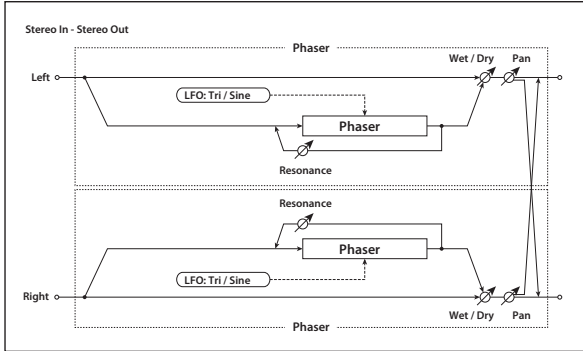 Stereo In - Stereo Out
Phaser
Wet / Dry
Pan
Left
LFO: Tri / Sine
Phaser
Resonance
Resonance
Phaser
LFO: Tri / Sine
Right
Wet / Dry
Pan
Phaser